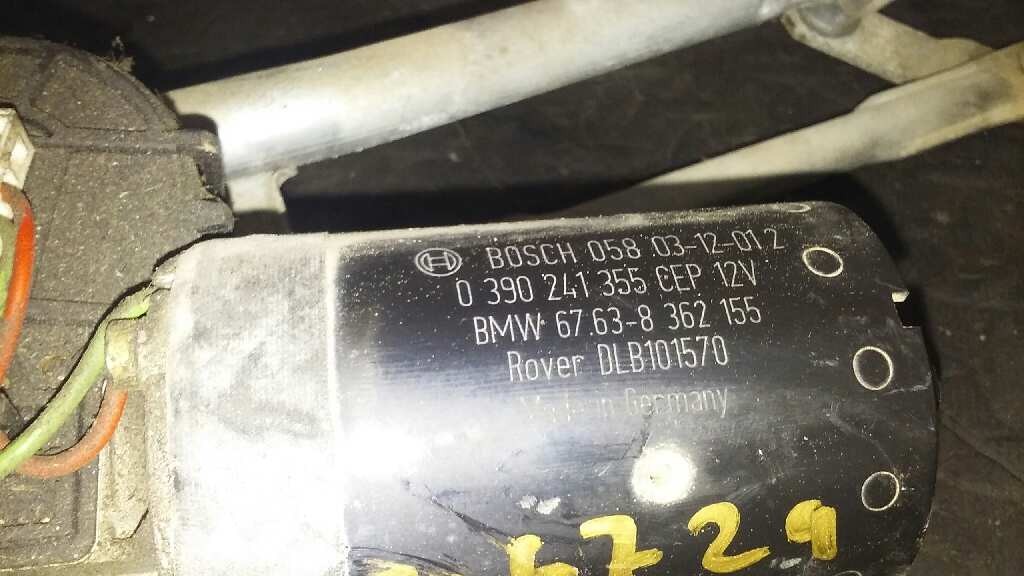 BOSCH 058 03-12-01 2
0 390 241 355 CEP 12V
BMW 67.63-8 362 155
Rover DLB101570
Made in Germany
6729